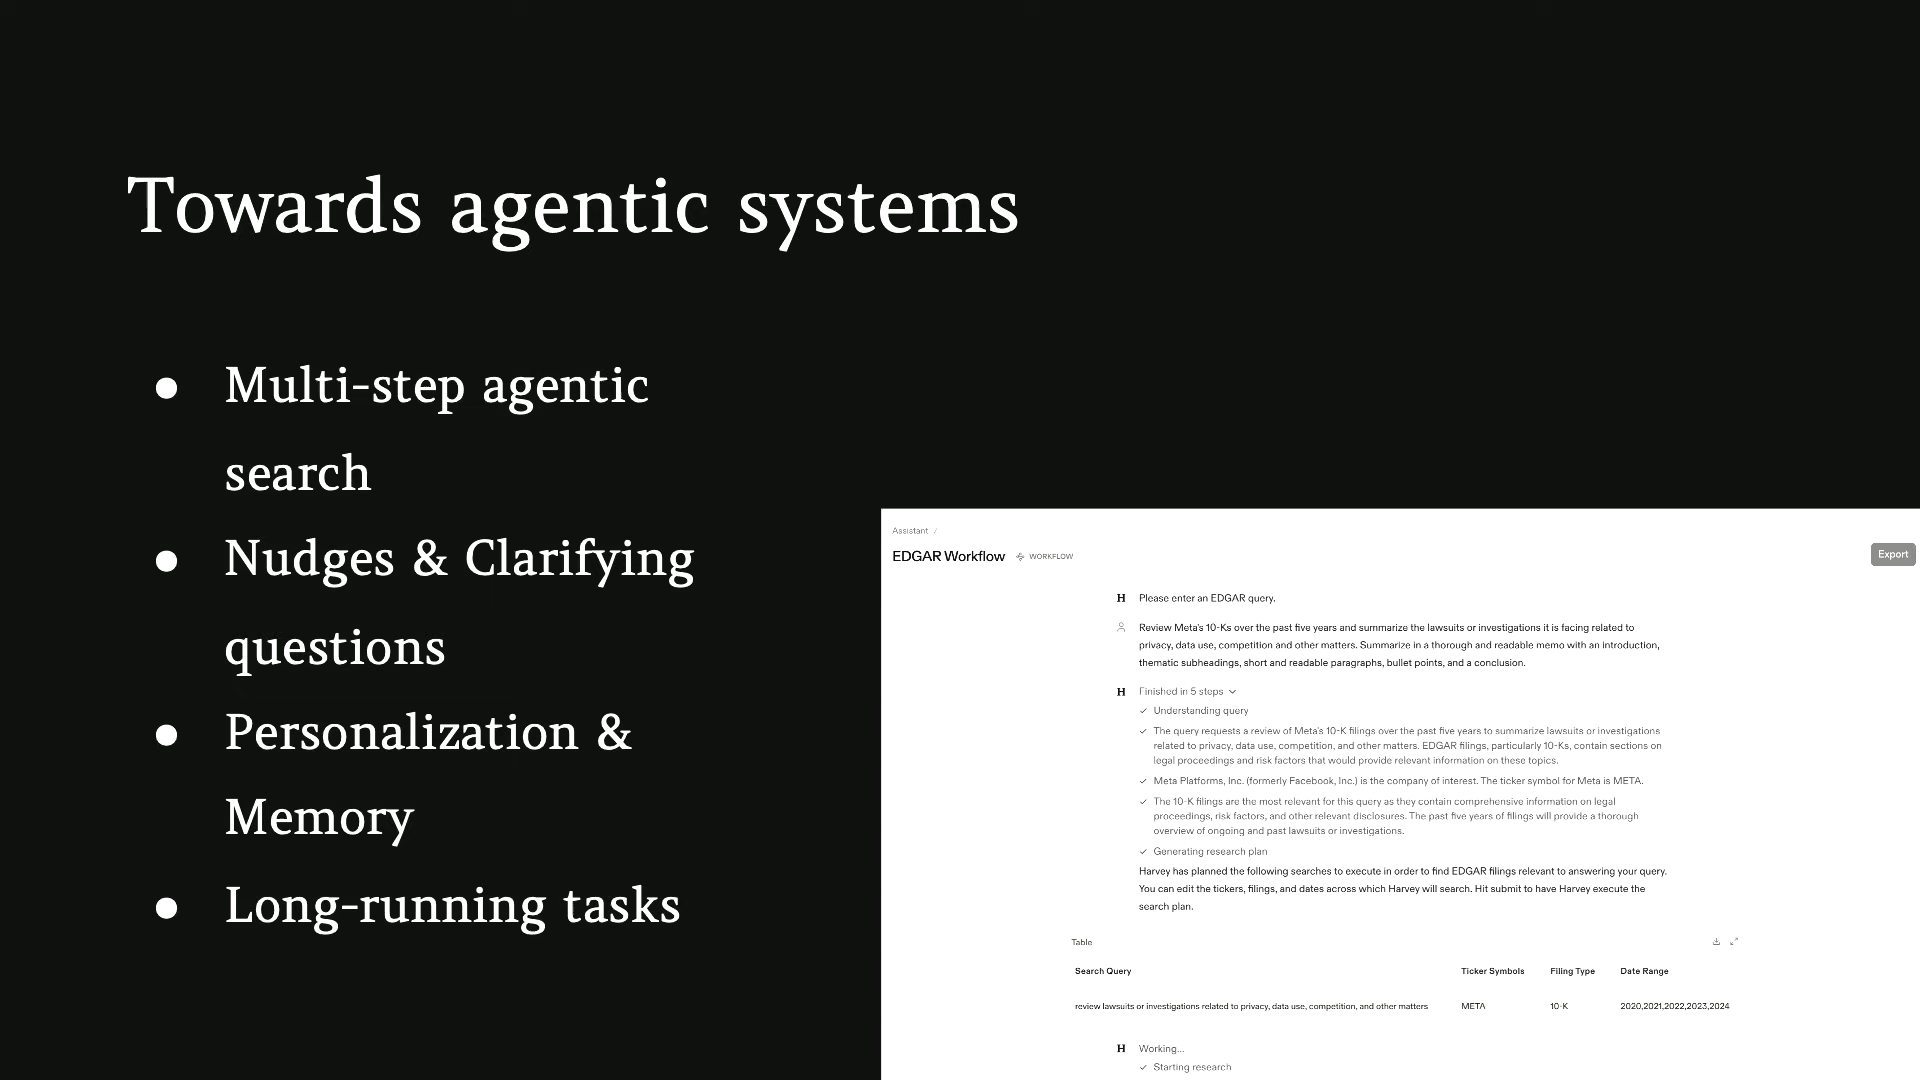 Towards agentic systems
● Multi-step agentic
search
● Nudges & Clarifying
questions
● Personalization &
Memory
● Long-running tasks
Assistant /
EDGAR Workflow WORKFLOW
Export
H Please enter an EDGAR query.
Review Meta's 10-Ks over the past five years and summarize the lawsuits or investigations it is facing related to
privacy, data use, competition and other matters. Summarize in a thorough and readable memo with an introduction,
thematic subheadings, short and readable paragraphs, bullet points, and a conclusion.
H Finished in 5 steps
✓ Understanding query
✓ The query requests a review of Meta's 10-K filings over the past five years to summarize lawsuits or investigations
related to privacy, data use, competition, and other matters. EDGAR filings, particularly 10-Ks, contain sections on
legal proceedings and risk factors that would provide relevant information on these topics.
✓ Meta Platforms, Inc. (formerly Facebook, Inc.) is the company of interest. The ticker symbol for Meta is META.
✓ The 10-K filings are the most relevant for this query as they contain comprehensive information on legal
proceedings, risk factors, and other relevant disclosures. The past five years of filings will provide a thorough
overview of ongoing and past lawsuits or investigations.
✓ Generating research plan
Harvey has planned the following searches to execute in order to find EDGAR filings relevant to answering your query.
You can edit the tickers, filings, and dates across which Harvey will search. Hit submit to have Harvey execute the
search plan.
Table
Search Query Ticker Symbols Filing Type Date Range
review lawsuits or investigations related to privacy, data use, competition, and other matters META 10-K 2020,2021,2022,2023,2024
H Working...
✓ Starting research